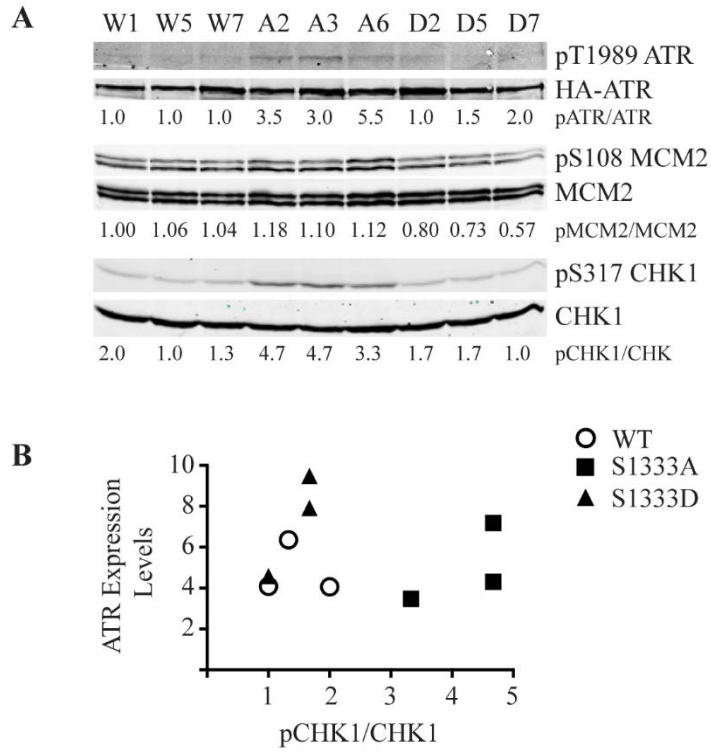 A
W1 W5 W7 A2 A3 A6 D2 D5 D7
pT1989 ATR
HA-ATR
1.0 1.0 1.0 3.5 3.0 5.5 1.0 1.5 2.0 pATR/ATR
pS108 MCM2
MCM2
1.00 1.06 1.04 1.18 1.10 1.12 0.80 0.73 0.57 pMCM2/MCM2
pS317 CHK1
CHK1
2.0 1.0 1.3 4.7 4.7 3.3 1.7 1.7 1.0 pCHK1/CHK
B
WT
S1333A
S1333D
ATR Expression
Levels
10
8
6
4
2
1 2 3 4 5
pCHK1/CHK1